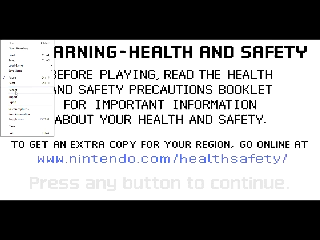 ARNING-HEALTH AND SAFETY
BEFORE PLAYING, READ THE HEALTH
AND SAFETY PRECAUTIONS BOOKLET
FOR IMPORTANT INFORMATION
ABOUT YOUR HEALTH AND SAFETY.
TO GET AN EXTRA COPY FOR YOUR REGION, GO ONLINE AT
www.nintendo.com/healthsafety/
Press any button to continue.